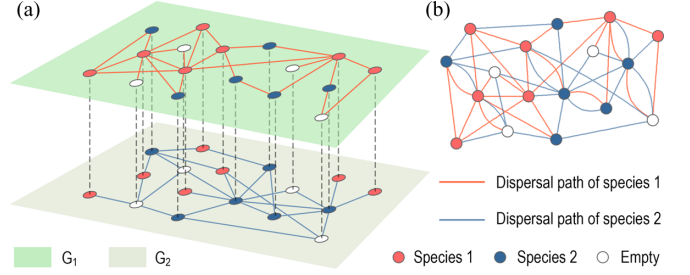 (a)
(b)
Dispersal path of species 1
Dispersal path of species 2
G₁ G₂ Species 1 Species 2 Empty